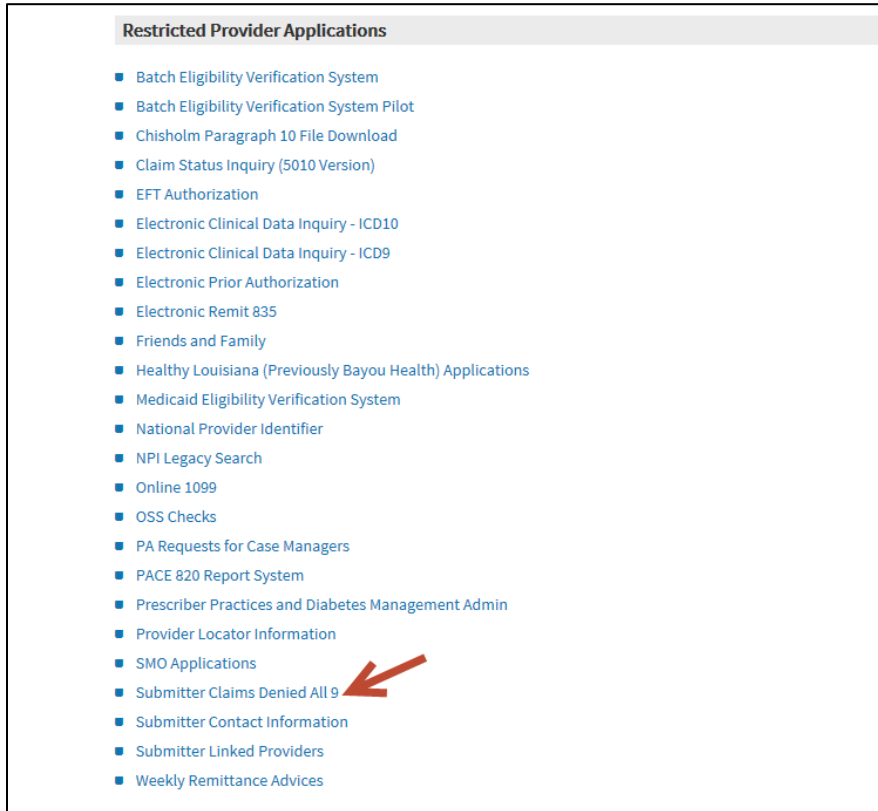 Restricted Provider Applications
Batch Eligibility Verification System
Batch Eligibility Verification System Pilot
Chisholm Paragraph 10 File Download
Claim Status Inquiry (5010 Version)
EFT Authorization
Electronic Clinical Data Inquiry - ICD10
Electronic Clinical Data Inquiry - ICD9
Electronic Prior Authorization
Electronic Remit 835
Friends and Family
Healthy Louisiana (Previously Bayou Health) Applications
Medicaid Eligibility Verification System
National Provider Identifier
NPI Legacy Search
Online 1099
OSS Checks
PA Requests for Case Managers
PACE 820 Report System
Prescriber Practices and Diabetes Management Admin
Provider Locator Information
SMO Applications
Submitter Claims Denied All 9
Submitter Contact Information
Submitter Linked Providers
Weekly Remittance Advices